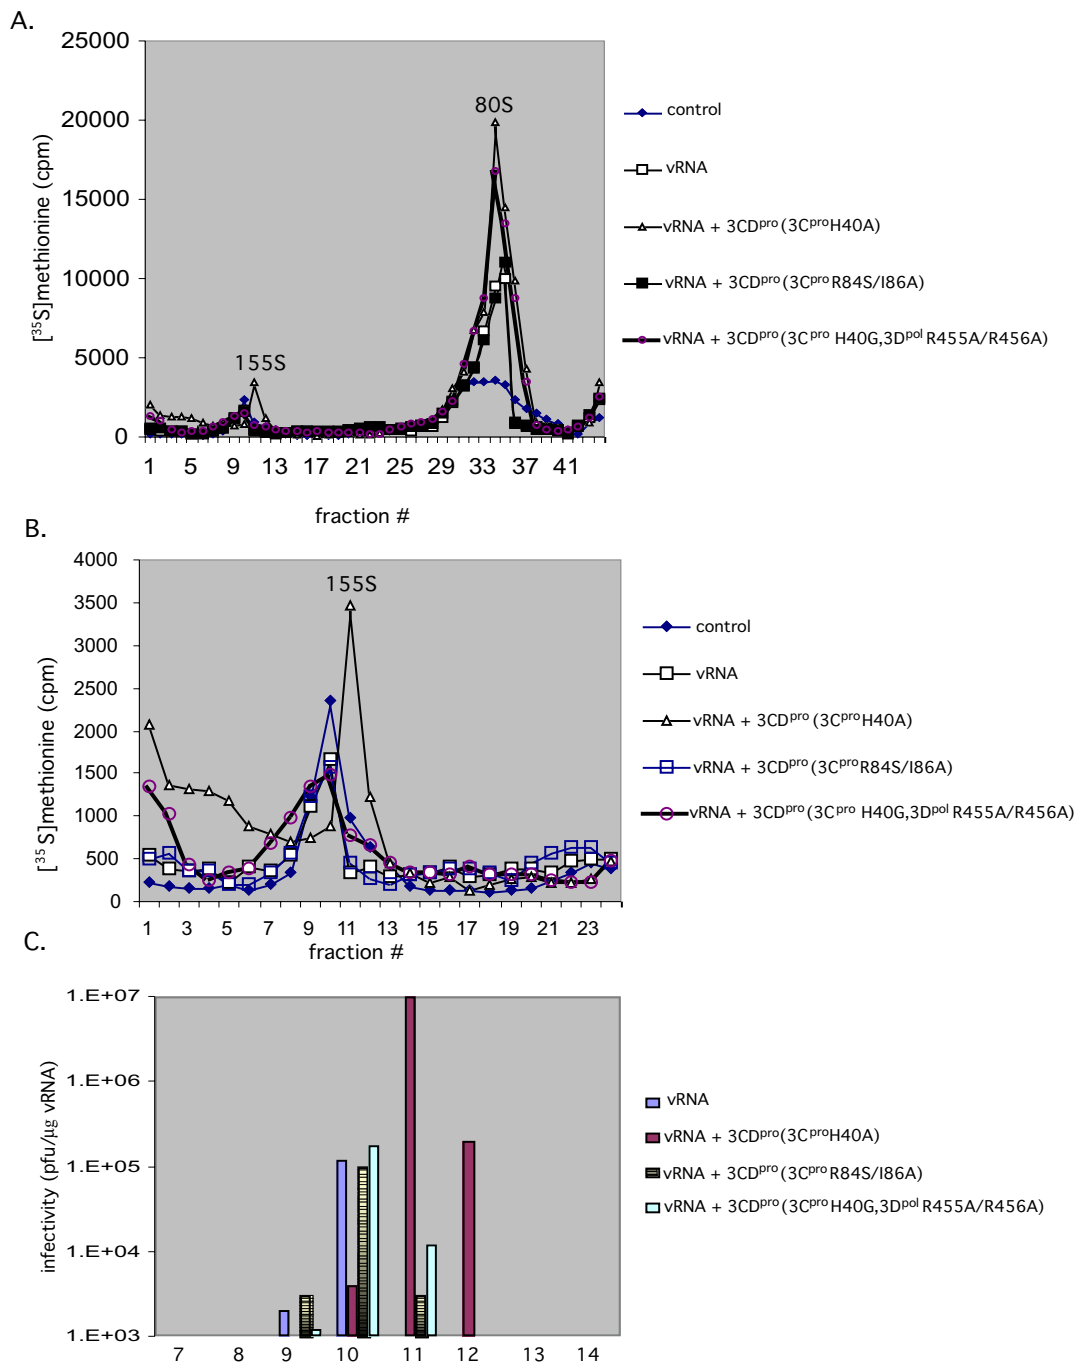 A.
25000
20000
15000
10000
5000
0
[³⁵S]methionine (cpm)
155S
80S
1 5 9 13 17 21 25 29 33 37 41
fraction #
control
vRNA
vRNA + 3CDᵖʳᵒ(3CᵖʳᵒH40A)
vRNA + 3CDᵖʳᵒ(3CᵖʳᵒR84S/I86A)
vRNA + 3CDᵖʳᵒ(3Cᵖʳᵒ H40G,3Dᵖᵒˡ R455A/R456A)
B.
4000
3500
3000
2500
2000
1500
1000
500
0
[³⁵S]methionine (cpm)
155S
1 3 5 7 9 11 13 15 17 19 21 23
fraction #
control
vRNA
vRNA + 3CDᵖʳᵒ(3CᵖʳᵒH40A)
vRNA + 3CDᵖʳᵒ(3CᵖʳᵒR84S/I86A)
vRNA + 3CDᵖʳᵒ(3Cᵖʳᵒ H40G,3Dᵖᵒˡ R455A/R456A)
C.
1.E+07
1.E+06
1.E+05
1.E+04
1.E+03
infectivity (pfu/µg vRNA)
7 8 9 10 11 12 13 14
vRNA
vRNA + 3CDᵖʳᵒ(3CᵖʳᵒH40A)
vRNA + 3CDᵖʳᵒ(3CᵖʳᵒR84S/I86A)
vRNA + 3CDᵖʳᵒ(3CᵖʳᵒH40G,3Dᵖᵒˡ R455A/R456A)